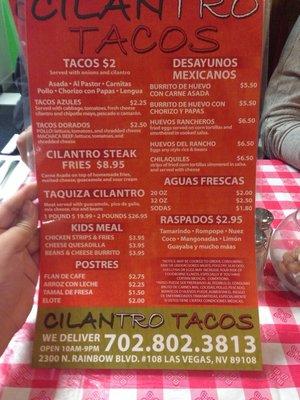 CILANTRO
TACOS
TACOS $2
Served with onions and cilantro
Asada • Al Pastor • Carnitas
Pollo • Chorizo con Papas • Lengua
TACOS AZULES $2.25
Served with cabbage, tomatoes, fresh cheese
cilantro and chipotle mayo, pescado o camarón.
TACOS DORADOS $2.50
POLLO: lettuce, tomatoes, and shredded cheese
MACHACA BEEF: lettuce, tomatoes,
and shredded cheese
CILANTRO STEAK
FRIES $8.95
Carne Asada on top of homemade fries,
melted cheese, guacamole and sour cream
TAQUIZA CILANTRO
Meat served with guacamole, pico de gallo,
rice cheese and beans
1 POUND $ 19.99 • 2 POUNDS $26.95
KIDS MEAL
CHICKEN STRIPS & FRIES $3.95
CHEESE QUESADILLA $3.95
BEANS & CHEESE BURRITO $3.95
POSTRES
FLAN DE CAFE $2.75
ARROZ CON LECHE $2.25
TAMAL DE FRESA $1.50
ELOTE $2.00
DESAYUNOS
MEXICANOS
BURRITO DE HUEVO $5.50
CON CARNE ASADA
BURRITO DE HUEVO CON $5.50
CHORIZO Y PAPAS
HUEVOS RANCHEROS $6.50
fried eggs served on corn tortillas and
smothered in cooked salsa.
HUEVOS DEL RANCHO $6.50
Eggs any style rice & beans
CHILAQUILES $6.50
strips of fried corn tortillas simmered in salsa,
and served with cheese.
AGUAS FRESCAS
20 OZ $2.00
32 OZ $3.00
SODAS $1.85
RASPADOS $2.95
Tamarindo • Rompope • Nuez
Coco • Mangonadas • Limón
Guayaba y mucho más
CILANTRO TACOS
WE DELIVER 702.802.3813
OPEN 10AM-9PM
2300 N. RAINBOW BLVD. #108 LAS VEGAS, NV 89108